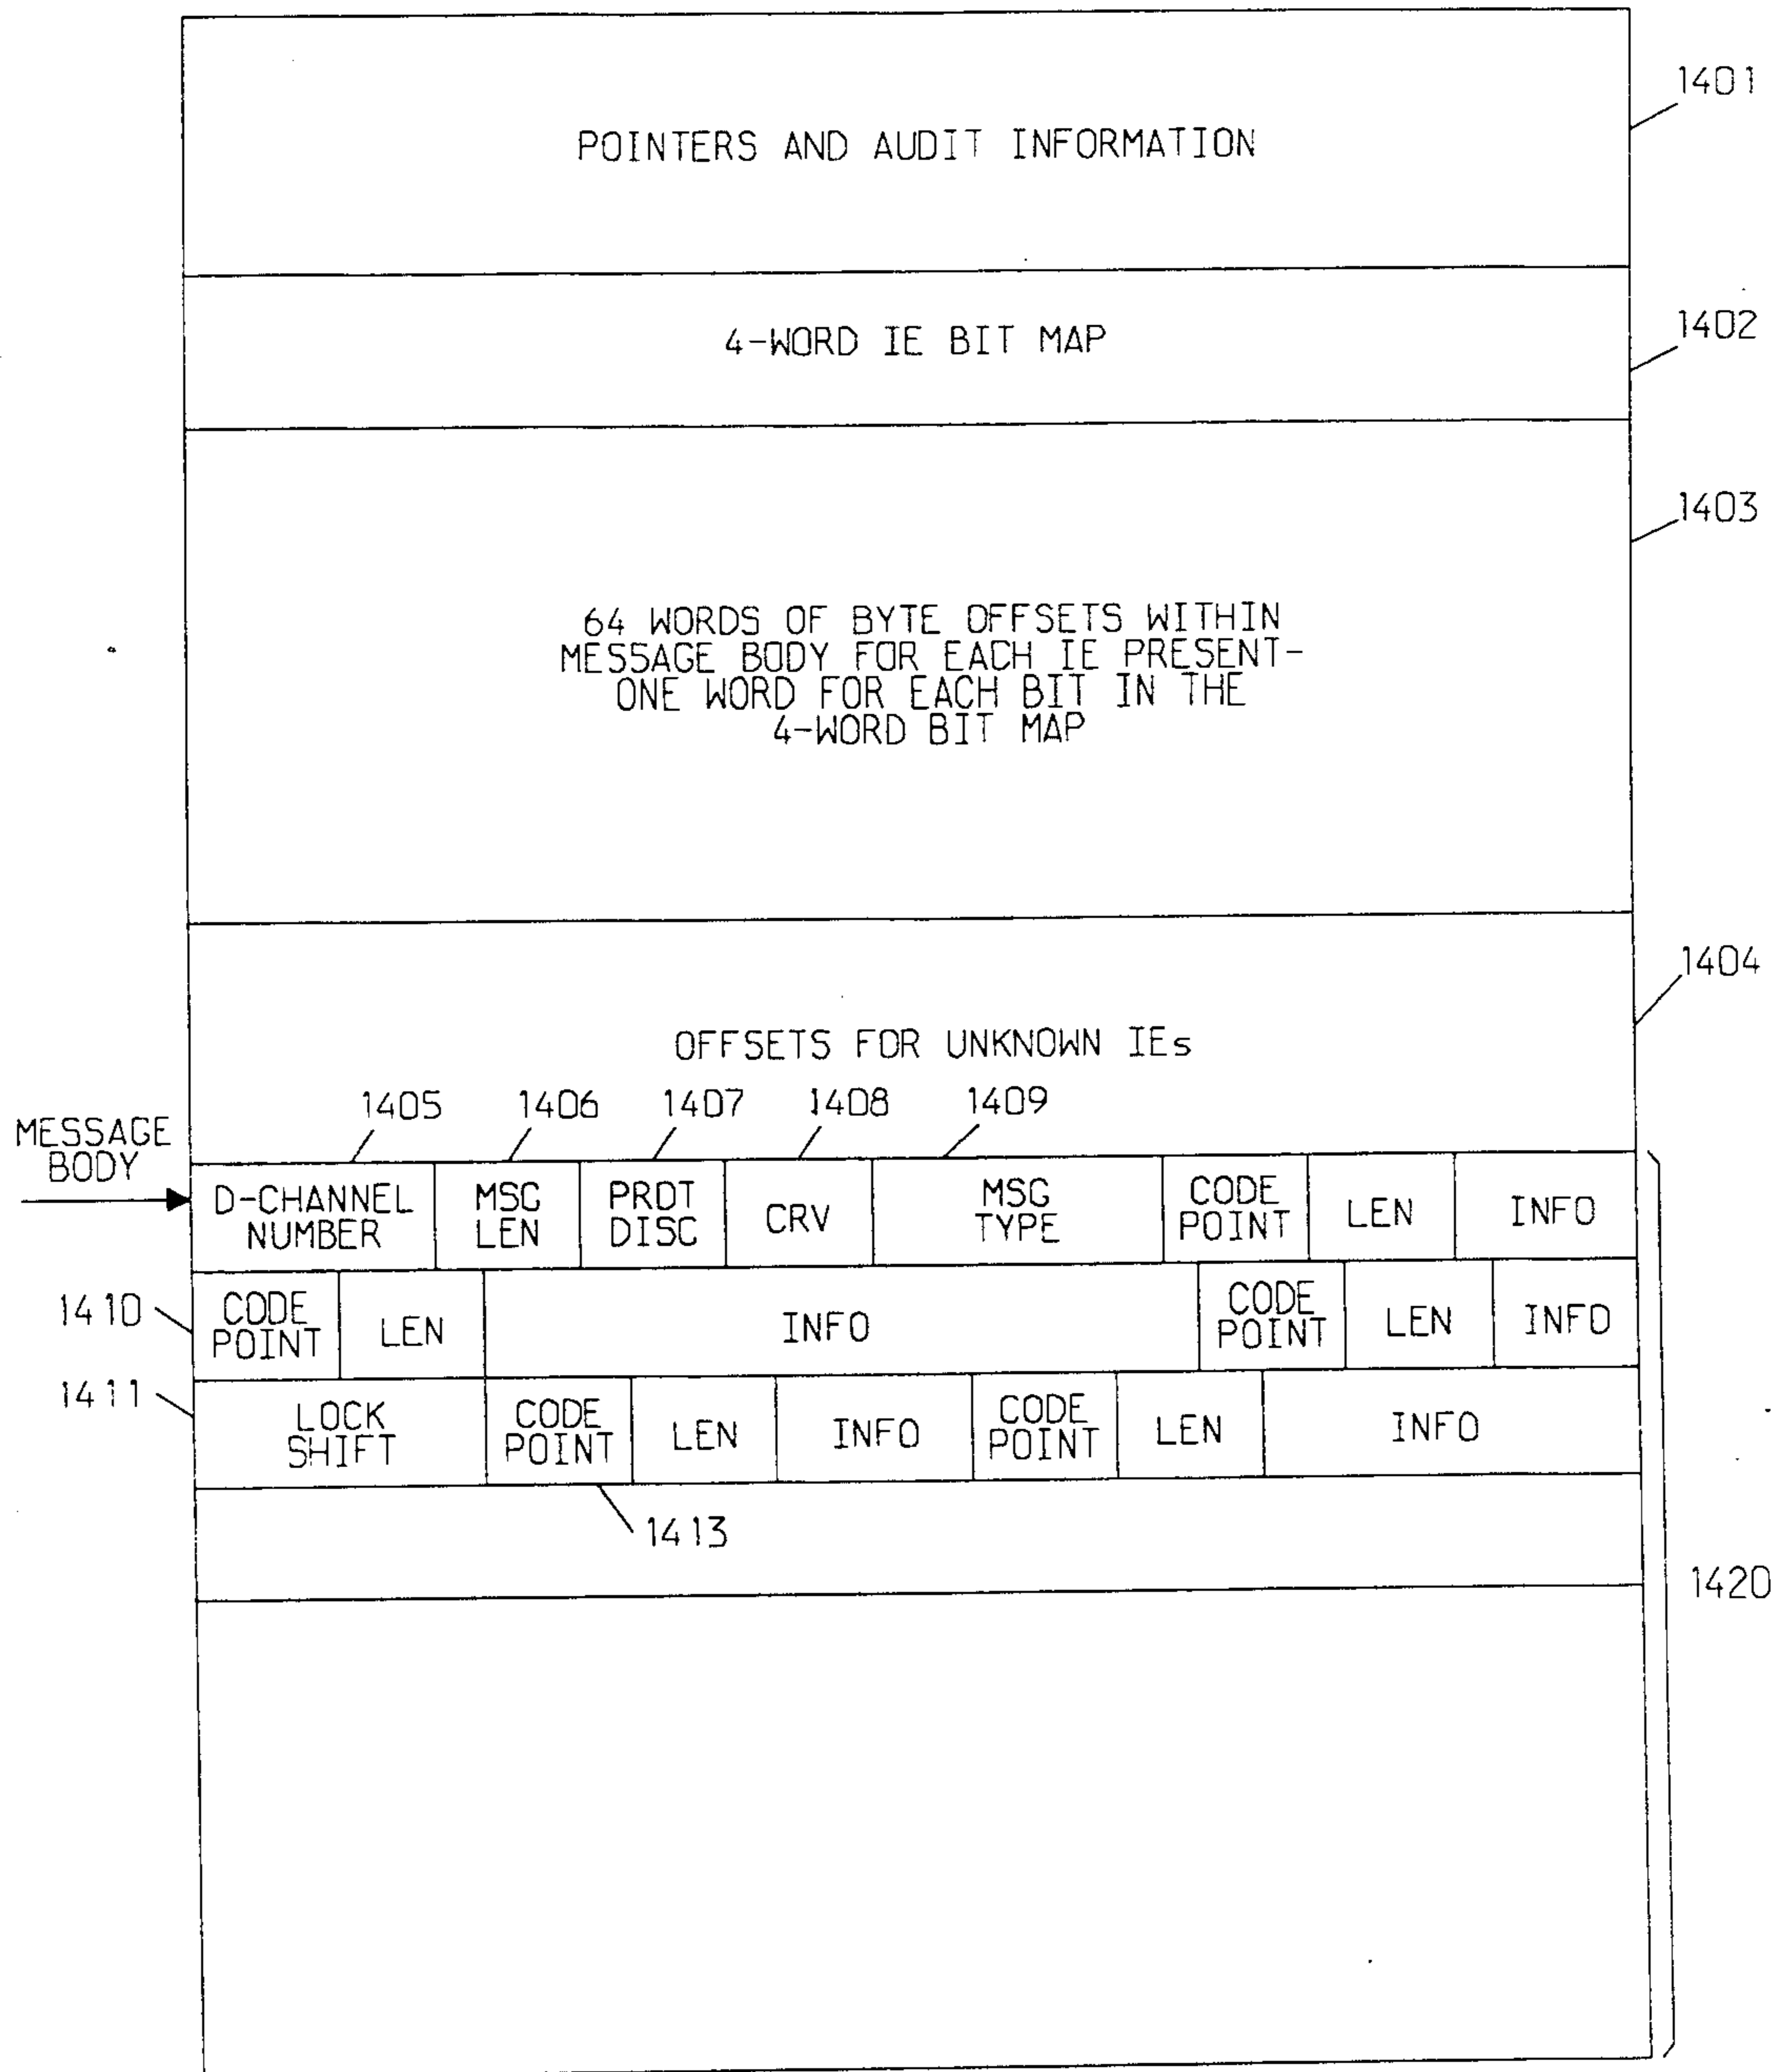 1401
POINTERS AND AUDIT INFORMATION
1402
4-WORD IE BIT MAP
1403
64 WORDS OF BYTE OFFSETS WITHIN
MESSAGE BODY FOR EACH IE PRESENT-
ONE WORD FOR EACH BIT IN THE
4-WORD BIT MAP
1404
OFFSETS FOR UNKNOWN IEs
1405
1406
1407
1408
1409
MESSAGE
BODY
D-CHANNEL
NUMBER
MSG
LEN
PROT
DISC
CRV
MSG
TYPE
CODE
POINT
LEN
INFO
1410
CODE
POINT
LEN
INFO
CODE
POINT
LEN
INFO
1411
LOCK
SHIFT
CODE
POINT
LEN
INFO
CODE
POINT
LEN
INFO
1413
1420